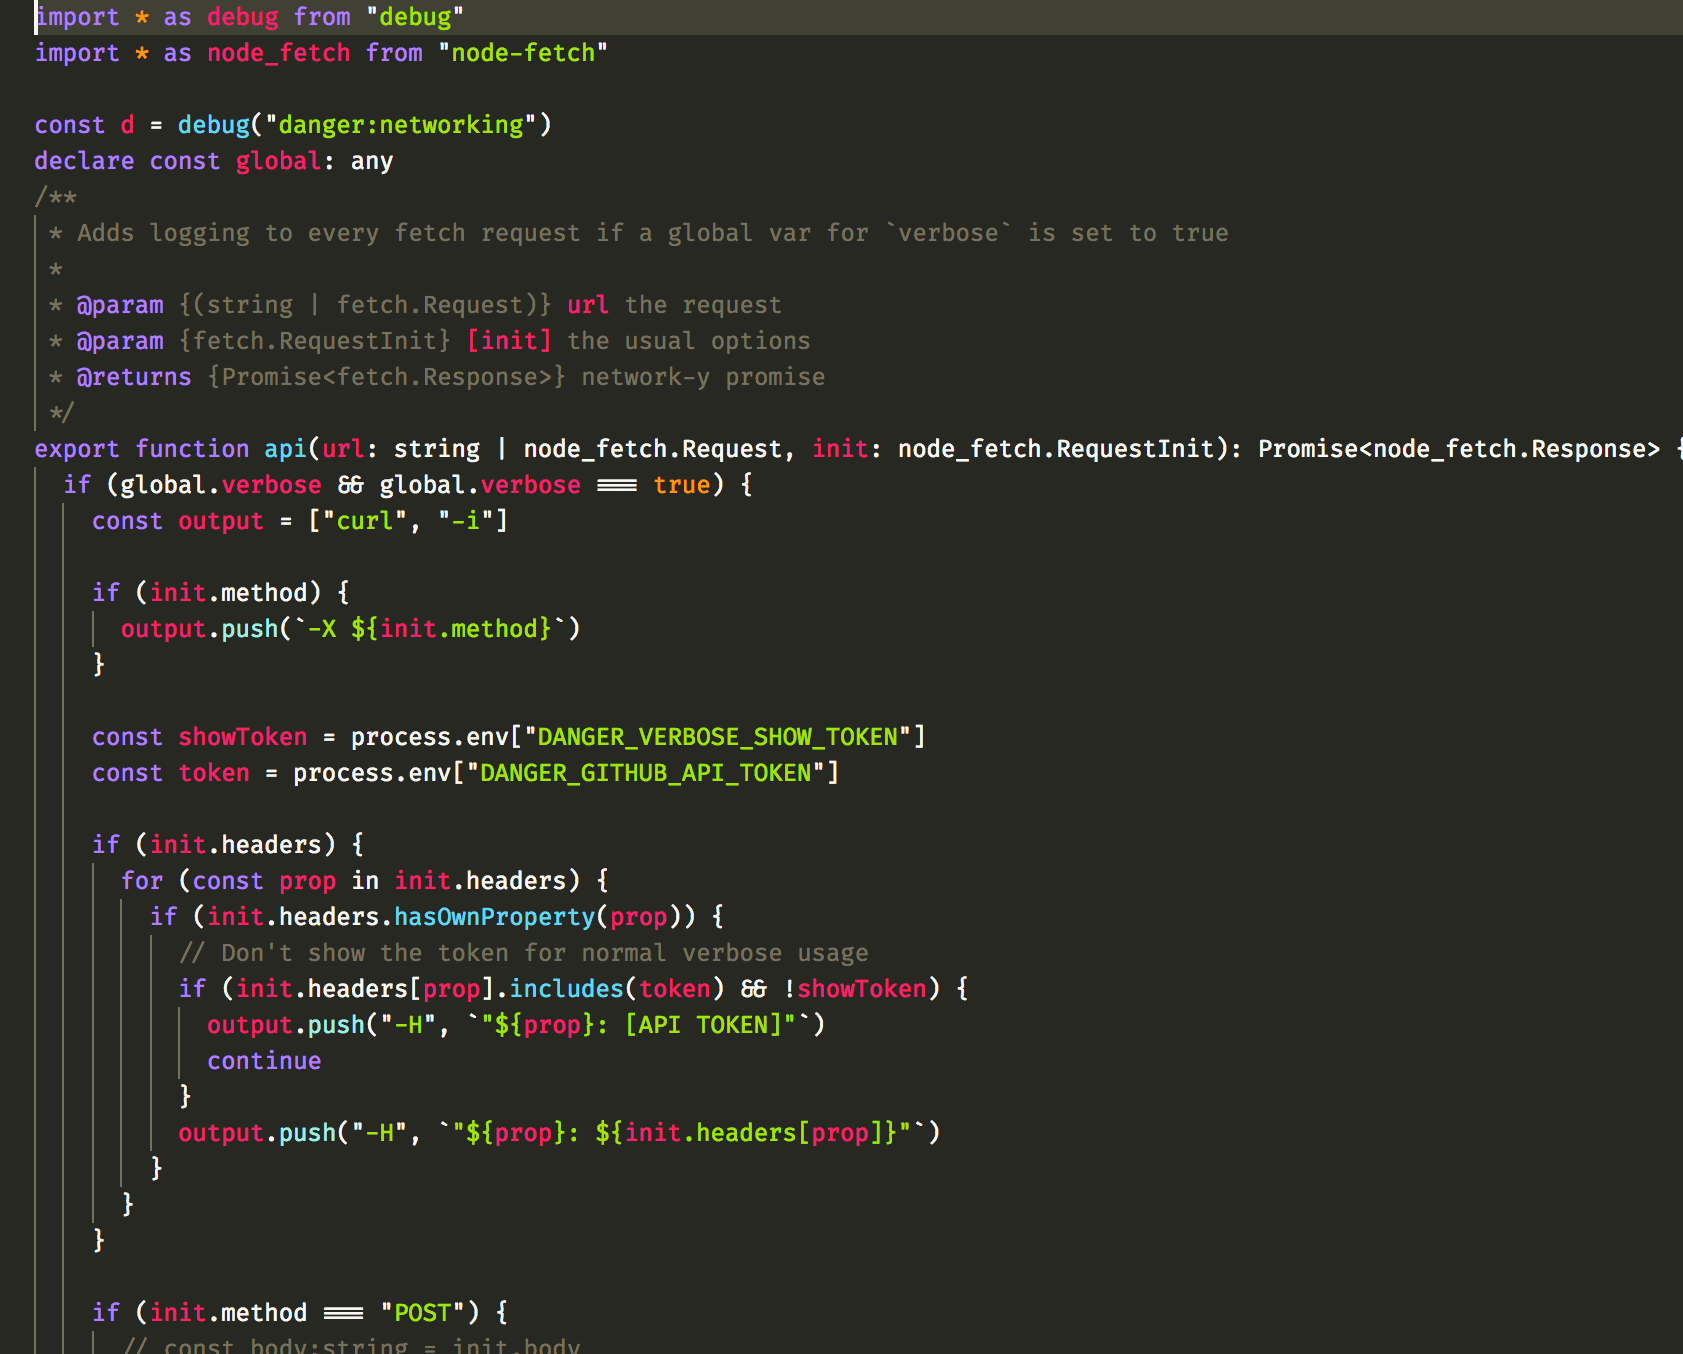 import * as debug from "debug"
import * as node_fetch from "node-fetch"
const d = debug("danger:networking")
declare const global: any
/**
* Adds logging to every fetch request if a global var for `verbose` is set to true
*
* @param {(string | fetch.Request)} url the request
* @param {fetch.RequestInit} [init] the usual options
* @returns {Promise<fetch.Response>} network-y promise
*/
export function api(url: string | node_fetch.Request, init: node_fetch.RequestInit): Promise<node_fetch.Response> {
if (global.verbose && global.verbose === true) {
const output = ["curl", "-i"]
if (init.method) {
output.push(`-X ${init.method}`)
}
const showToken = process.env["DANGER_VERBOSE_SHOW_TOKEN"]
const token = process.env["DANGER_GITHUB_API_TOKEN"]
if (init.headers) {
for (const prop in init.headers) {
if (init.headers.hasOwnProperty(prop)) {
// Don't show the token for normal verbose usage
if (init.headers[prop].includes(token) && !showToken) {
output.push("-H", `"${prop}: [API TOKEN]"`)
continue
}
output.push("-H", `"${prop}: ${init.headers[prop]}"`)
}
}
}
if (init.method === "POST") {
// const body:string = init.body